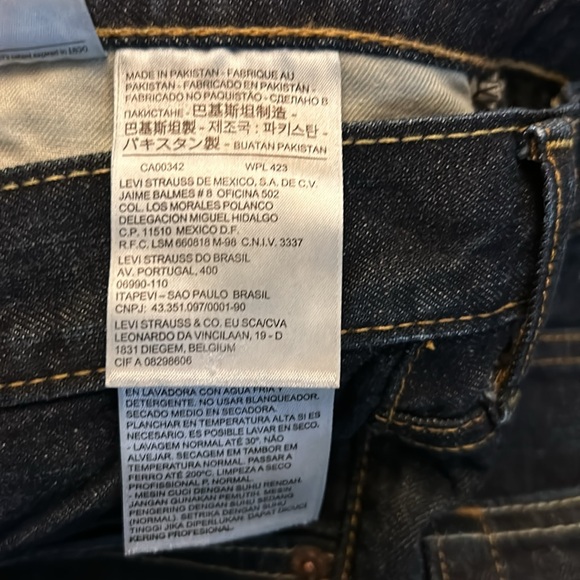 MADE IN PAKISTAN - FABRIQUE AU
PAKISTAN - FABRICADO EN PAKISTÁN -
FABRICADO NO PAQUISTÃO - СДЕЛАНО В
ПАКИСТАНЕ - 巴基斯坦制造 -
巴基斯坦製 - 제조국 : 파키스탄 -
パキスタン製 - BUATAN PAKISTAN
CA00342 WPL 423
LEVI STRAUSS DE MEXICO, S.A. DE C.V.
JAIME BALMES # 8 OFICINA 502
COL. LOS MORALES POLANCO
DELEGACION MIGUEL HIDALGO
C.P. 11510 MEXICO D.F.
R.F.C. LSM 660818 M-98 C.N.I.V. 3337
LEVI STRAUSS DO BRASIL
AV. PORTUGAL, 400
06990-110
ITAPEVI – SAO PAULO BRASIL
CNPJ: 43.351.097/0001-90
LEVI STRAUSS & CO. EU SCA/CVA
LEONARDO DA VINCILAAN, 19 - D
1831 DIEGEM, BELGIUM
CIF A 08298606
EN LAVADORA CON AGUA FRIA Y
DETERGENTE. NO USAR BLANQUEADOR.
SECADO MEDIO EN SECADORA.
PLANCHAR EN TEMPERATURA ALTA SI ES
NECESARIO. ES POSIBLE LAVAR EN SECO.
- LAVAGEM NORMAL ATÉ 30°. NÃO
ALVEJAR. SECAGEM EM TAMBOR EM
TEMPERATURA NORMAL. PASSAR A
FERRO ATÉ 200°C. LIMPEZA A SECO
PROFISSIONAL P, NORMAL.
- MESIN CUCI DENGAN SUHU RENDAH.
JANGAN GUNAKAN PEMUTIH. MESIN
PENGERING DENGAN SUHU SEDANG
(NORMAL). SETRIKA DENGAN SUHU
TINGGI JIKA DIPERLUKAN. DAPAT DICUCI
KERING PROFESIONAL.